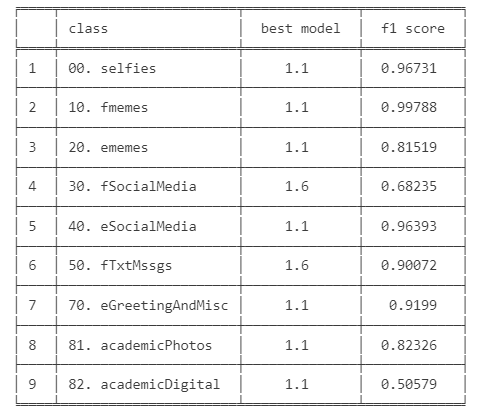 class best model f1 score
1 00. selfies 1.1 0.96731
2 10. fmemes 1.1 0.99788
3 20. ememes 1.1 0.81519
4 30. fSocialMedia 1.6 0.68235
5 40. eSocialMedia 1.1 0.96393
6 50. fTxtMssgs 1.6 0.90072
7 70. eGreetingAndMisc 1.1 0.9199
8 81. academicPhotos 1.1 0.82326
9 82. academicDigital 1.1 0.50579